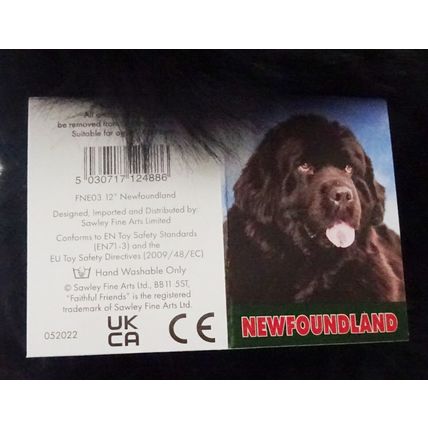 All
be removed from
Suitable for
5 030717 124886
FNE03 12" Newfoundland
Designed, Imported and Distributed by:
Sawley Fine Arts Limited
Conforms to EN Toy Safety Standards
(EN71-3) and the
EU Toy Safety Directives (2009/48/EC)
Hand Washable Only
© Sawley Fine Arts Ltd, BB11 5ST,
"Faithful Friends" is the registered
trademark of Sawley Fine Arts Ltd.
052022
UK
CA
CE
NEWFOUNDLAND